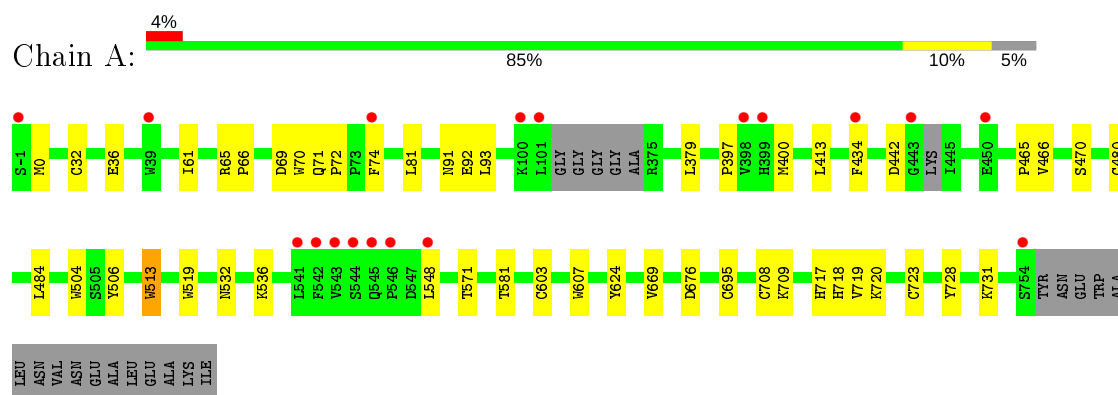 4%
Chain A:
85% 10% 5%
S-1 M0 C32 E36 W39 I61 R65 P66 D69 W70 Q71 P72 P73 F74 L81 N91 E92 L93 K100 L101 GLY GLY GLY GLY ALA R375 L379 P397 V398 H399 M400 L413 F434 D442 G443 LYS I445 E450 P465 V466 S470 C480
L484 W504 S505 Y506 W513 W519 N532 K536 L541 F542 V543 S544 Q545 P546 D547 L548 T571 T581 C603 W607 Y624 V669 D676 C695 C708 K709 H717 H718 V719 K720 C723 Y728 K731 S754 TYR ASN GLU TRP ALA
LEU ASN VAL ASN GLU ALA LEU GLU ALA LYS ILE